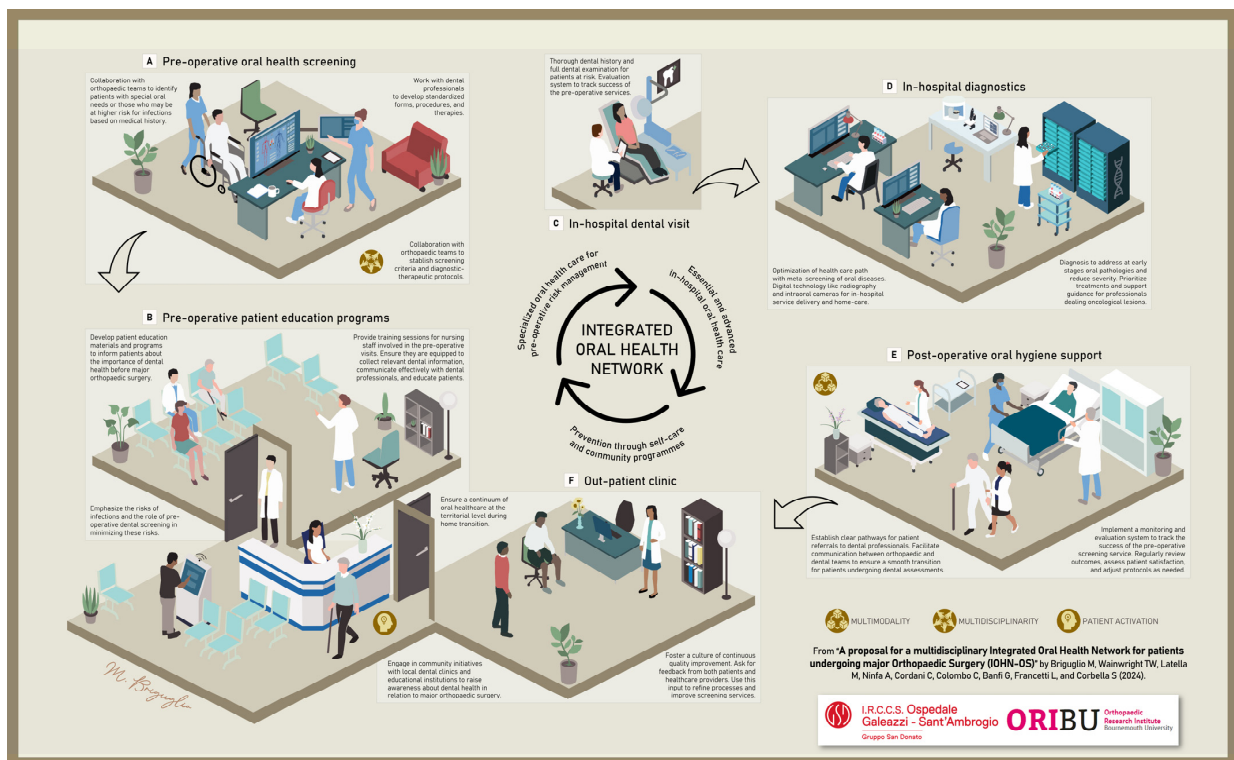 A Pre-operative oral health screening
Collaboration with
orthopaedic teams to identify
patients with special oral
needs or those who may be
at higher risk for infections
based on medical history.
Work with dental
professionals
to develop standardized
forms, procedures, and
therapies.
Collaboration with
orthopaedic teams to
stablish screening
criteria and diagnostic-
therapeutic protocols.
B Pre-operative patient education programs
Develop patient education
materials and programs
to inform patients about
the importance of dental
health before major
orthopaedic surgery.
Provide training sessions for nursing
staff involved in the pre-operative
visits. Ensure they are equipped to
collect relevant dental information,
communicate effectively with dental
professionals, and educate patients.
Emphasize the risks of
infections and the role of pre-
operative dental screening in
minimizing these risks.
Thorough dental history and
full dental examination for
patients at risk. Evaluation
system to track success of
the pre-operative services.
C In-hospital dental visit
D In-hospital diagnostics
Optimization of health care path
with meta screening of oral diseases.
Digital technology like radiography
and intraoral cameras for in-hospital
service delivery and home-care.
Diagnosis to address at early
stages oral pathologies and
reduce severity. Prioritize
treatments and support
guidance for professionals
dealing oncological lesions.
Specialized oral health care for
pre-operative risk management
Essential and advanced
in-hospital oral health care
INTEGRATED
ORAL HEALTH
NETWORK
Prevention through self-care
and community programmes
E Post-operative oral hygiene support
Establish clear pathways for patient
referrals to dental professionals. Facilitate
communication between orthopaedic and
dental teams to ensure a smooth transition
for patients undergoing dental assessments
Implement a monitoring and
evaluation system to track the
success of the pre-operative
screening service. Regularly review
outcomes, assess patient satisfaction,
and adjust protocols as needed
F Out-patient clinic
Ensure a continuum of
oral healthcare at the
territorial level during
home transition.
Engage in community initiatives
with local dental clinics and
educational institutions to raise
awareness about dental health in
relation to major orthopaedic surgery.
Foster a culture of continuous
quality improvement. Ask for
feedback from both patients and
healthcare providers. Use this
input to refine processes and
improve screening services.
M. Briguglio
MULTIMODALITY
MULTIDISCIPLINARITY
PATIENT ACTIVATION
From "A proposal for a multidisciplinary Integrated Oral Health Network for patients
undergoing major Orthopaedic Surgery (IOHN-OS)" by Briguglio M, Wainwright TW, Latella
M, Ninfa A, Cordani C, Colombo C, Banfi G, Francetti L, and Corbella S (2024).
GSD
I.R.C.C.S. Ospedale
Galeazzi - Sant'Ambrogio
Gruppo San Donato
ORIBU
Orthopaedic
Research Institute
Bournemouth University